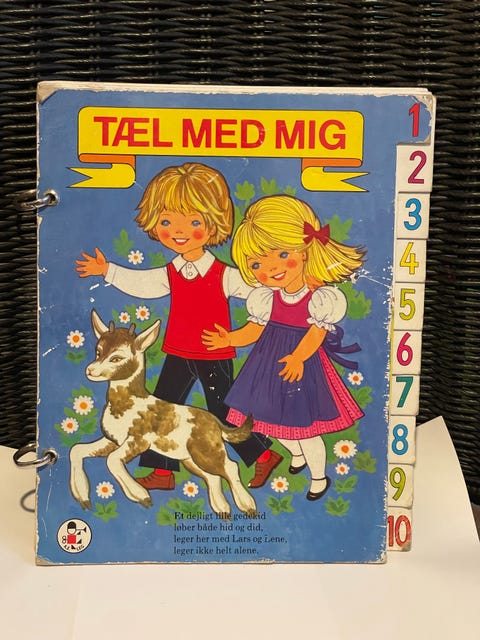 TÆL MED MIG
1
2
3
4
5
6
7
8
9
10
Et dejligt lille gedekid
løber både hid og did,
leger her med Lars og Lene,
leger ikke helt alene.